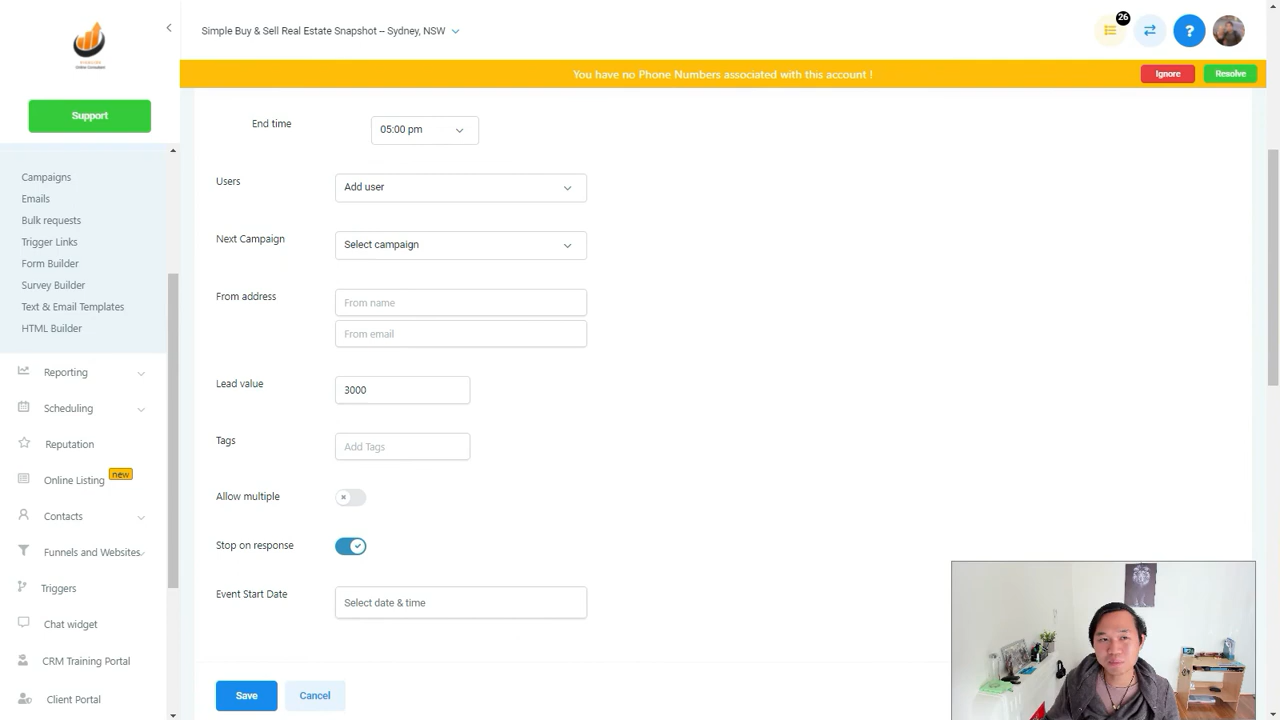 Simple Buy & Sell Real Estate Snapshot -- Sydney, NSW
26
?
You have no Phone Numbers associated with this account !
Ignore
Resolve
Support
Campaigns
Emails
Bulk requests
Trigger Links
Form Builder
Survey Builder
Text & Email Templates
HTML Builder
Reporting
Scheduling
Reputation
Online Listing
new
Contacts
Funnels and Websites
Triggers
Chat widget
CRM Training Portal
Client Portal
End time
05:00 pm
Users
Add user
Next Campaign
Select campaign
From address
From name
From email
Lead value
3000
Tags
Add Tags
Allow multiple
Stop on response
Event Start Date
Select date & time
Save
Cancel